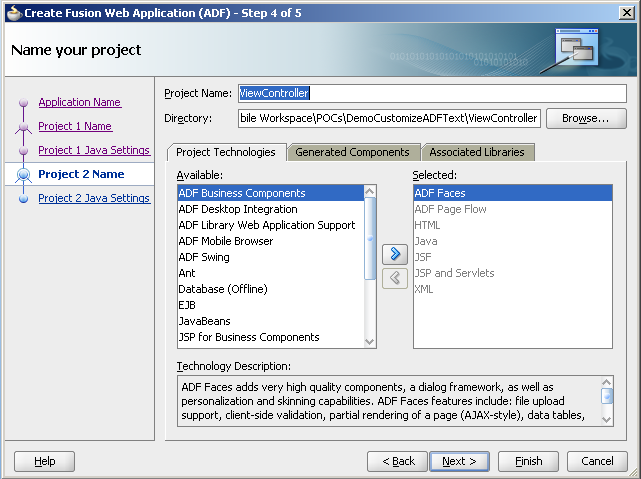 Create Fusion Web Application (ADF) - Step 4 of 5
Name your project
Application Name
Project 1 Name
Project 1 Java Settings
Project 2 Name
Project 2 Java Settings
Project Name: ViewController
Directory: bile Workspace\POCs\DemoCustomizeADFText\ViewController Browse...
Project Technologies Generated Components Associated Libraries
Available:
ADF Business Components
ADF Desktop Integration
ADF Library Web Application Support
ADF Mobile Browser
ADF Swing
Ant
Database (Offline)
EJB
JavaBeans
JSP for Business Components
Selected:
ADF Faces
ADF Page Flow
HTML
Java
JSF
JSP and Servlets
XML
Technology Description:
ADF Faces adds very high quality components, a dialog framework, as well as
personalization and skinning capabilities. ADF Faces features include: file upload
support, client-side validation, partial rendering of a page (AJAX-style), data tables,
Help < Back Next > Finish Cancel